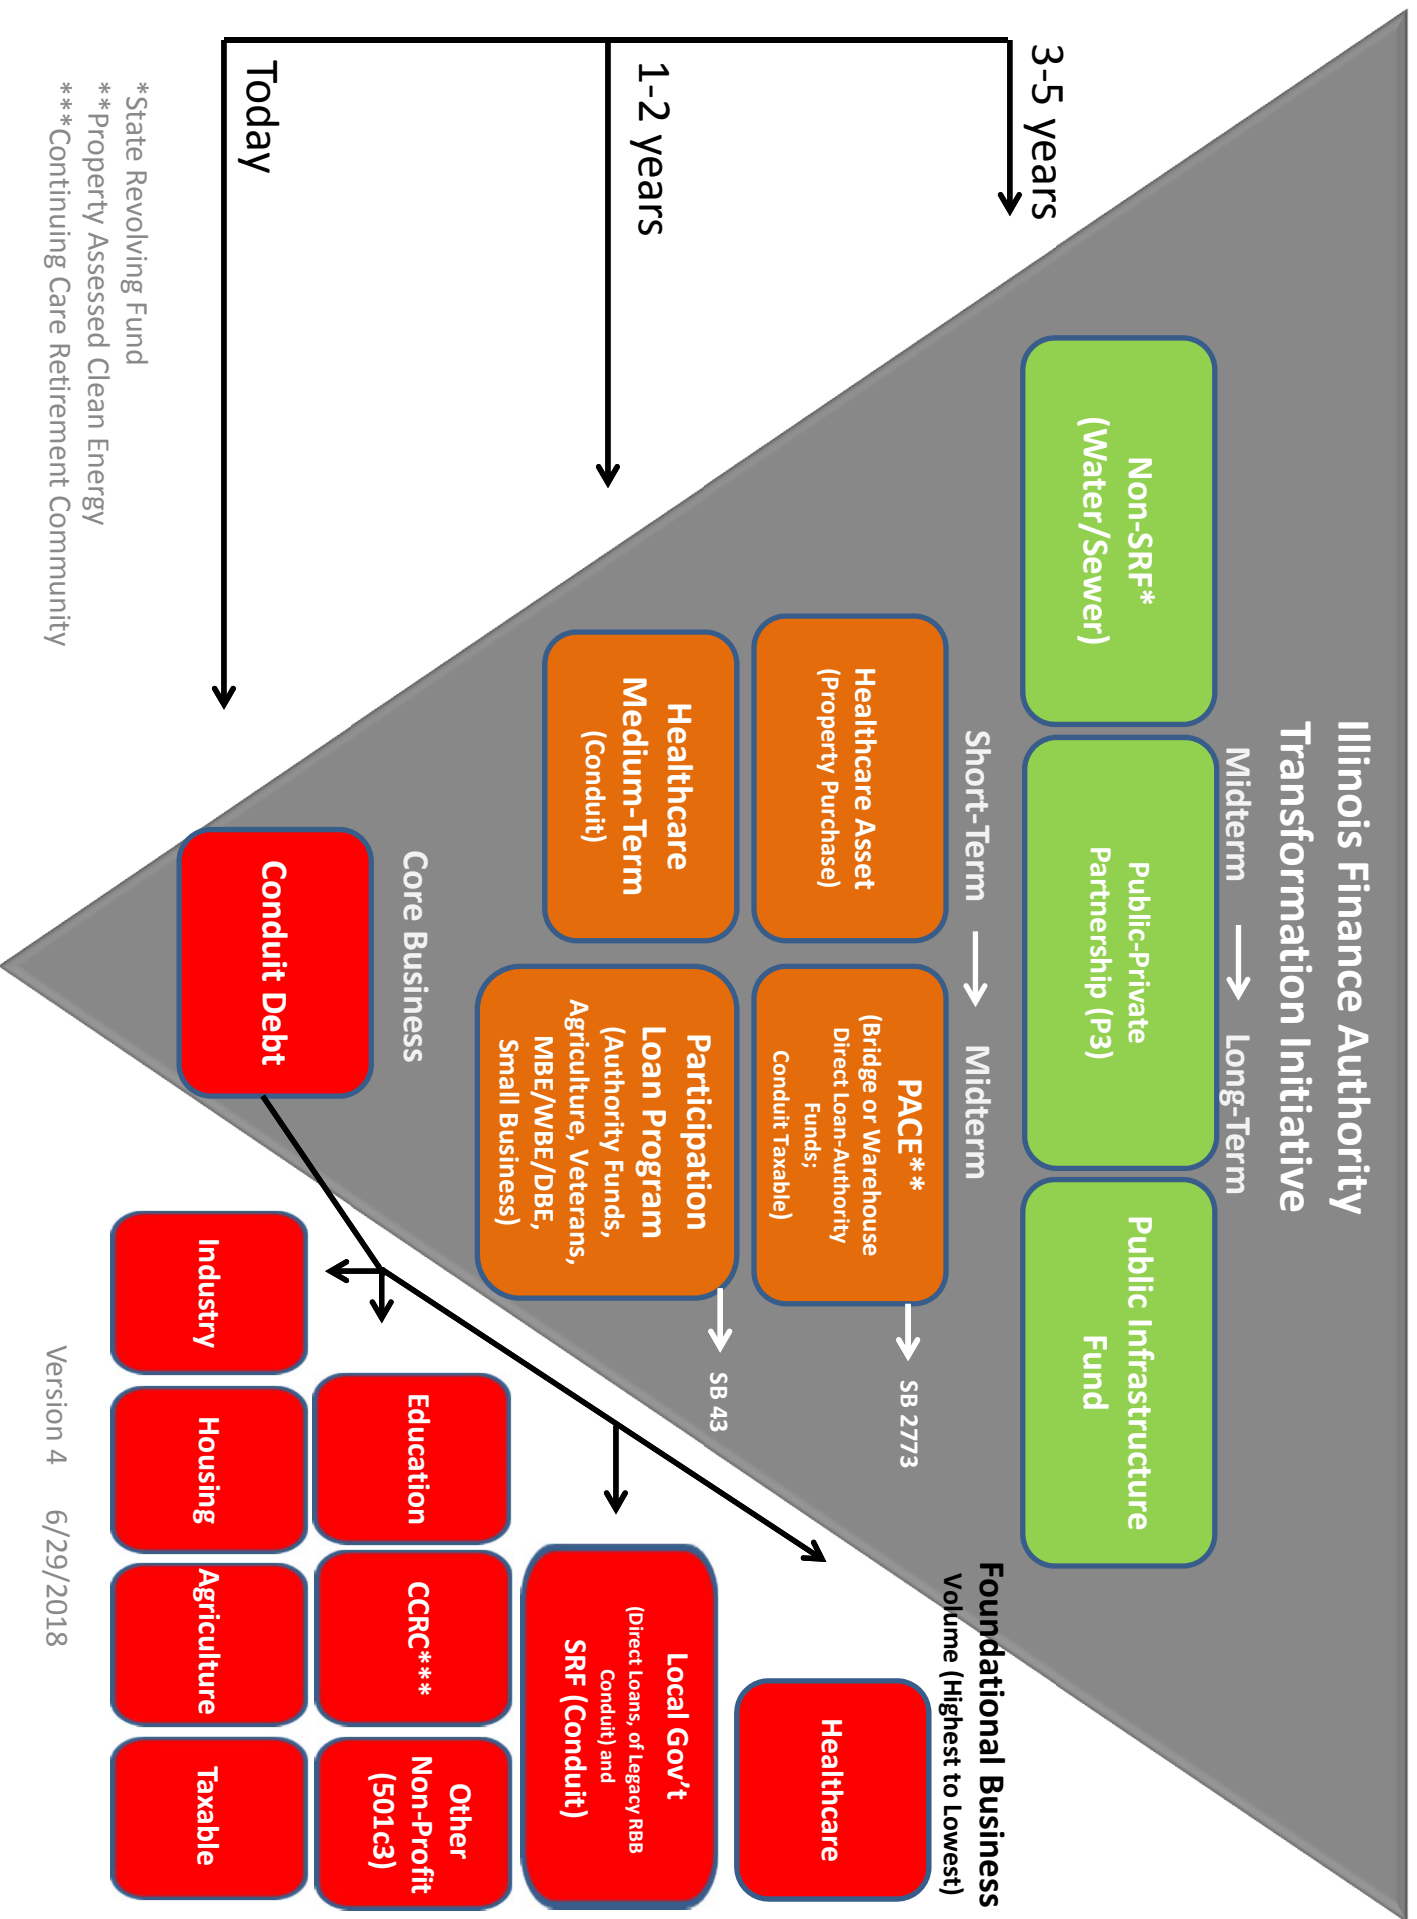 Illinois Finance Authority
Transformation Initiative
Midterm
Long-Term
3-5 years
Non-SRF*
(Water/Sewer)
Public-Private
Partnership (P3)
Public Infrastructure
Fund
Short-Term
Midterm
1-2 years
Healthcare Asset
(Property Purchase)
PACE**
(Bridge or Warehouse
Direct Loan-Authority
Funds;
Conduit Taxable)
SB 2773
Healthcare
Medium-Term
(Conduit)
Participation
Loan Program
(Authority Funds,
Agriculture, Veterans,
MBE/WBE/DBE,
Small Business)
SB 43
Foundational Business
Volume (Highest to Lowest)
Healthcare
Local Gov't
(Direct Loans, of Legacy RBB
Conduit) and
SRF (Conduit)
Core Business
Today
Conduit Debt
Education
CCRC***
Other
Non-Profit
(501c3)
Industry
Housing
Agriculture
Taxable
*State Revolving Fund
**Property Assessed Clean Energy
***Continuing Care Retirement Community
Version 4 6/29/2018